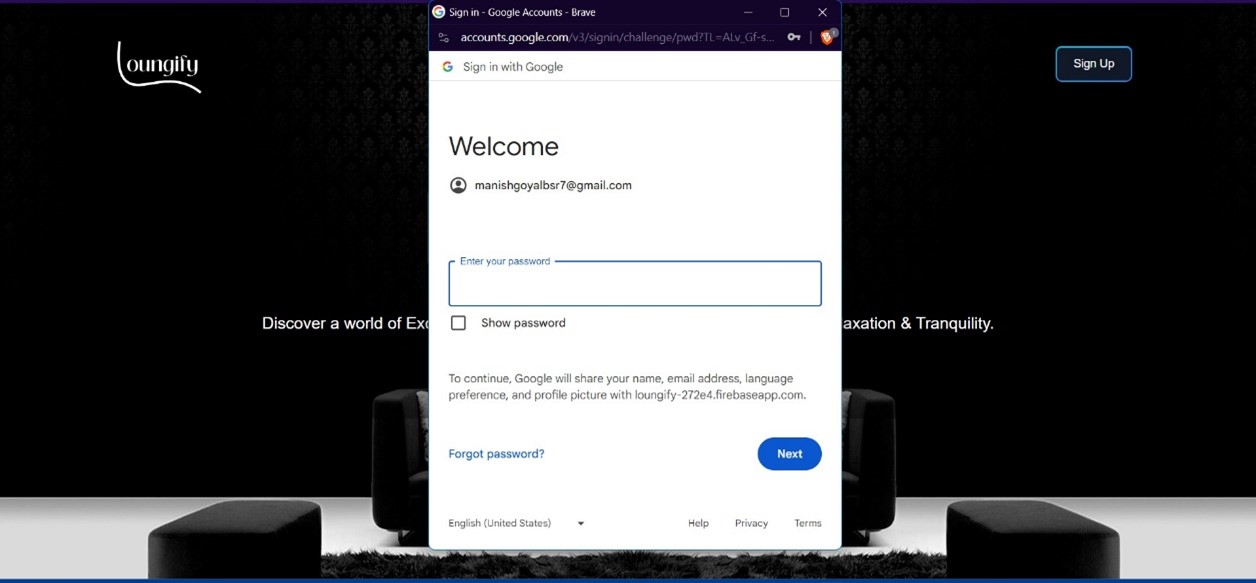 Sign in - Google Accounts - Brave
accounts.google.com/v3/signin/challenge/pwd?TL=ALv_Gf-s...
Loungify
Sign Up
Sign in with Google
Welcome
manishgoyalbsr7@gmail.com
Enter your password
Show password
Discover a world of Exc
axation & Tranquility.
To continue, Google will share your name, email address, language
preference, and profile picture with loungify-272e4.firebaseapp.com.
Forgot password?
Next
English (United States)
Help
Privacy
Terms